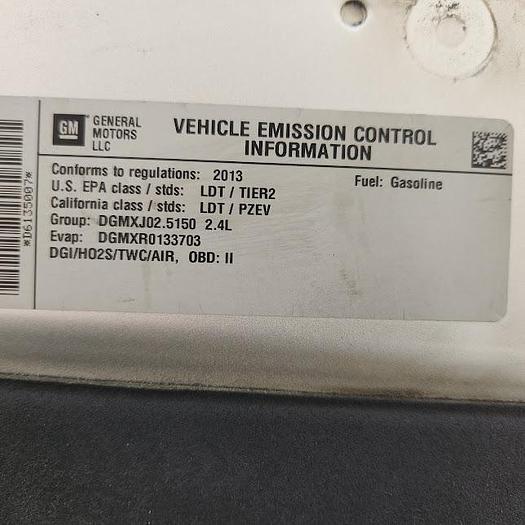 GM GENERAL MOTORS LLC
VEHICLE EMISSION CONTROL
INFORMATION
Conforms to regulations: 2013
Fuel: Gasoline
U.S. EPA class / stds: LDT / TIER2
California class / stds: LDT / PZEV
Group: DGMXJ02.5150 2.4L
Evap: DGMXR0133703
DGI/HO2S/TWC/AIR, OBD: II
*D6135007*